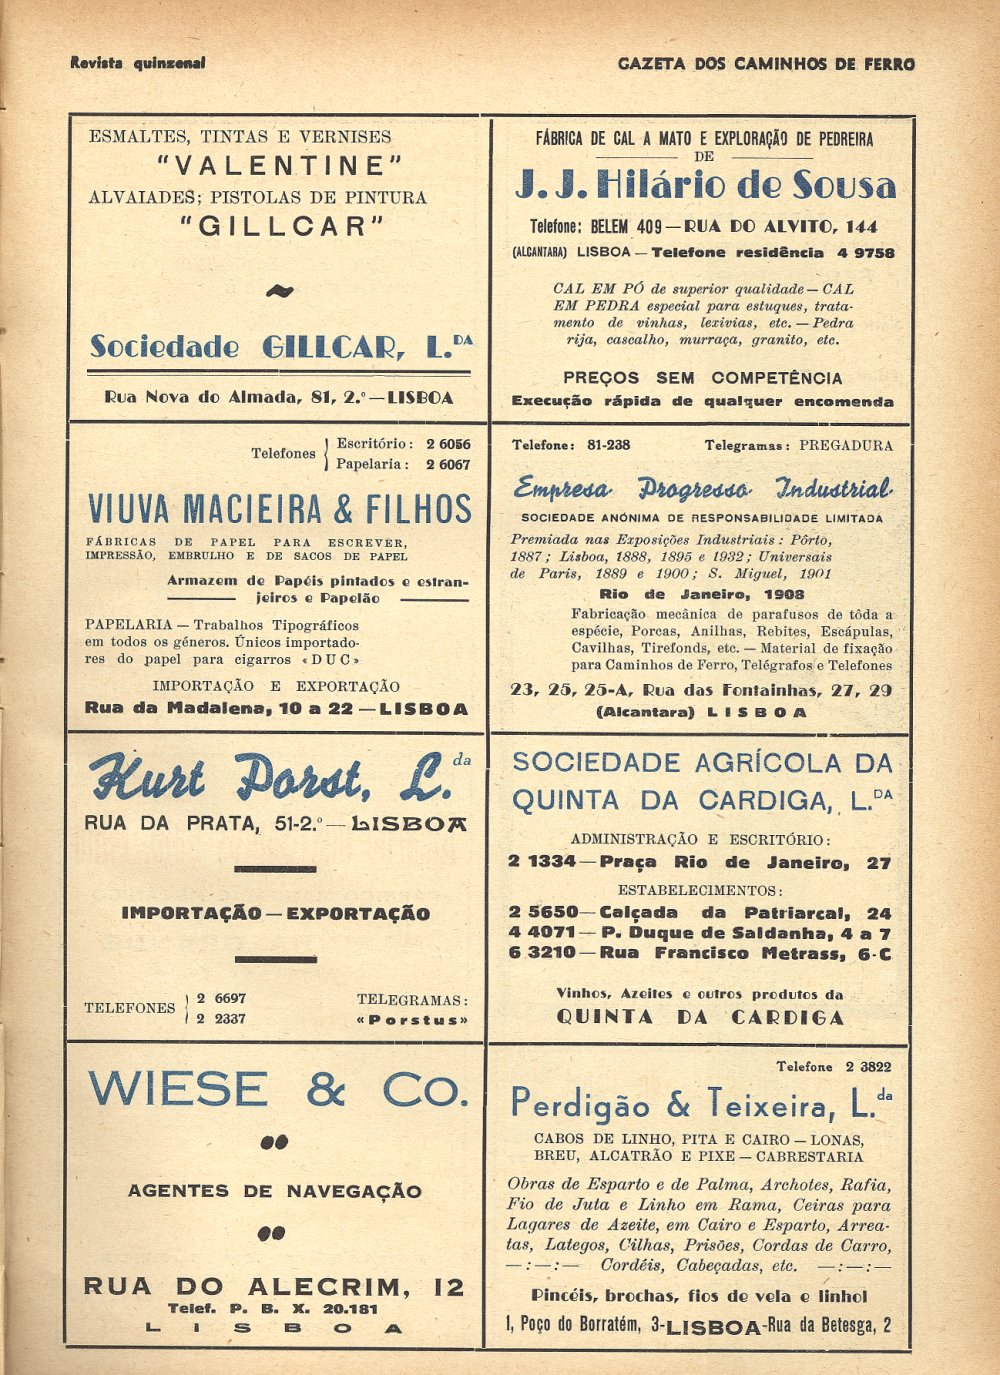 Revista quinzenal
GAZETA DOS CAMINHOS DE FERRO
ESMALTES, TINTAS E VERNISES
"VALENTINE"
ALVAIADES; PISTOLAS DE PINTURA
"GILLCAR"
Sociedade GILLCAR, L.DA
Rua Nova do Almada, 81, 2.º — LISBOA
FÁBRICA DE CAL A MATO E EXPLORAÇÃO DE PEDREIRA
DE
J. J. Hilário de Sousa
Telefone: BELEM 409 — RUA DO ALVITO, 144
(ALCANTARA) LISBOA — Telefone residência 4 9758
CAL EM PÓ de superior qualidade — CAL
EM PEDRA especial para estuques, trata-
mento de vinhas, lexivias, etc. — Pedra
rija, cascalho, murraça, granito, etc.
PREÇOS SEM COMPETÊNCIA
Execução rápida de qualquer encomenda
Telefones { Escritório: 2 6056
Papelaria: 2 6067
VIUVA MACIEIRA & FILHOS
FÁBRICAS DE PAPEL PARA ESCREVER,
IMPRESSÃO, EMBRULHO E DE SACOS DE PAPEL
Armazem de Papéis pintados e estran-
jeiros e Papelão
PAPELARIA — Trabalhos Tipográficos
em todos os géneros. Únicos importado-
res do papel para cigarros «DUC»
IMPORTAÇÃO E EXPORTAÇÃO
Rua da Madalena, 10 a 22 — LISBOA
Telefone: 81-238 Telegramas: PREGADURA
Empresa Progresso Industrial
SOCIEDADE ANÓNIMA DE RESPONSABILIDADE LIMITADA
Premiada nas Exposições Industriais: Pôrto,
1887; Lisboa, 1888, 1895 e 1932; Universais
de Paris, 1889 e 1900; S. Miguel, 1901
Rio de Janeiro, 1908
Fabricação mecânica de parafusos de tôda a
espécie, Porcas, Anilhas, Rebites, Escápulas,
Cavilhas, Tirefonds, etc. — Material de fixação
para Caminhos de Ferro, Telégrafos e Telefones
23, 25, 25-A, Rua das Fontainhas, 27, 29
(Alcantara) LISBOA
Kurt Porst, L.da
RUA DA PRATA, 51-2.º — LISBOA
IMPORTAÇÃO — EXPORTAÇÃO
TELEFONES { 2 6697
2 2337
TELEGRAMAS:
«Porstus»
SOCIEDADE AGRÍCOLA DA
QUINTA DA CARDIGA, L.DA
ADMINISTRAÇÃO E ESCRITÓRIO:
2 1334 — Praça Rio de Janeiro, 27
ESTABELECIMENTOS:
2 5650 — Calçada da Patriarcal, 24
4 4071 — P. Duque de Saldanha, 4 a 7
6 3210 — Rua Francisco Metrass, 6-C
Vinhos, Azeites e outros produtos da
QUINTA DA CARDIGA
WIESE & CO.
AGENTES DE NAVEGAÇÃO
RUA DO ALECRIM, 12
Telef. P. B. X. 20.181
LISBOA
Telefone 2 3822
Perdigão & Teixeira, L.da
CABOS DE LINHO, PITA E CAIRO — LONAS,
BREU, ALCATRÃO E PIXE — CABRESTARIA
Obras de Esparto e de Palma, Archotes, Rafia,
Fio de Juta e Linho em Rama, Ceiras para
Lagares de Azeite, em Cairo e Esparto, Arrea-
tas, Lategos, Cilhas, Prisões, Cordas de Carro,
—:—:— Cordéis, Cabeçadas, etc. —:—:—
Pincéis, brochas, fios de vela e linhol
1, Poço do Borratém, 3-LISBOA-Rua da Betesga, 2